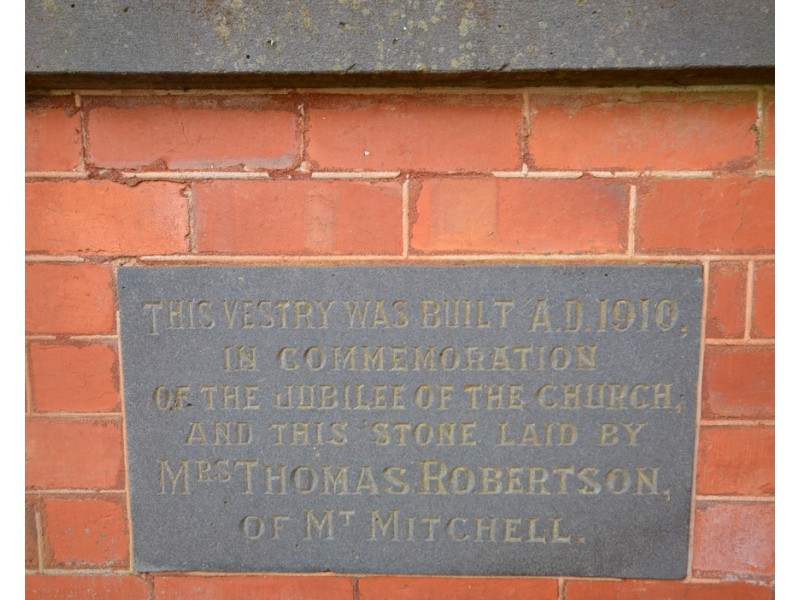 THIS VESTRY WAS BUILT A.D. 1910,
IN COMMEMORATION
OF THE JUBILEE OF THE CHURCH,
AND THIS STONE LAID BY
MRS THOMAS ROBERTSON,
OF MT MITCHELL.